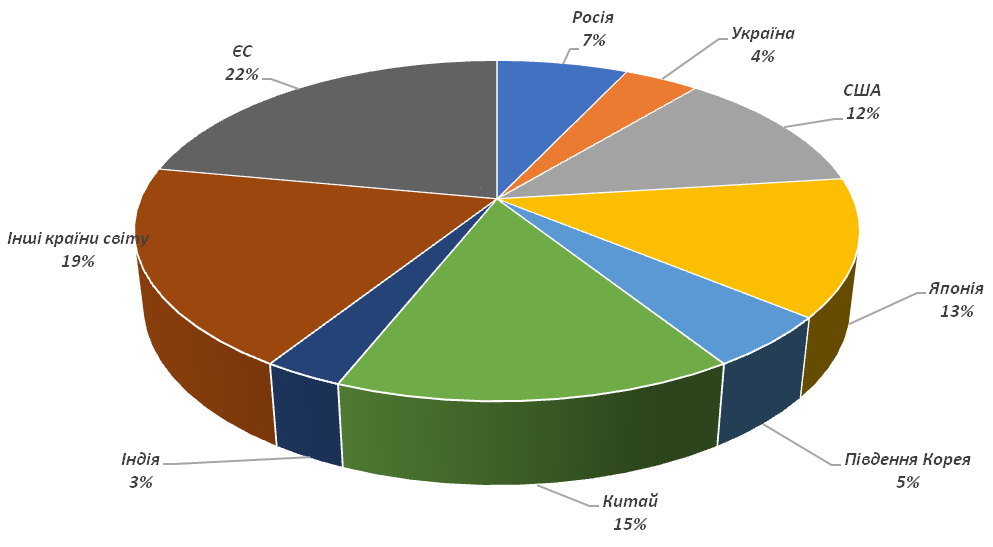 Росія
7%
Україна
4%
США
12%
Японія
13%
Південна Корея
5%
Китай
15%
Індія
3%
Інші країни світу
19%
ЄС
22%